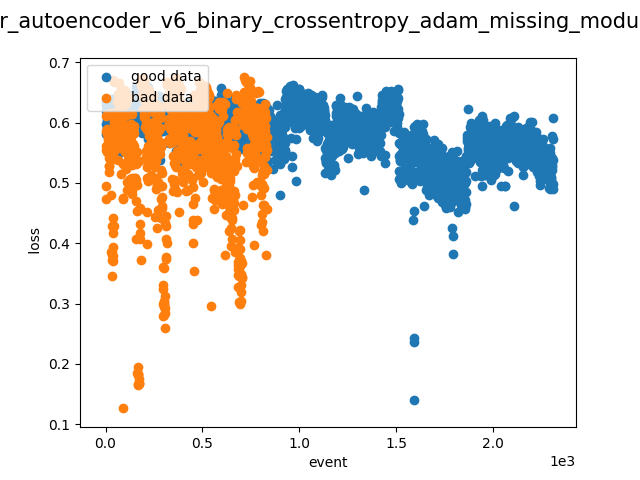 r_autoencoder_v6_binary_crossentropy_adam_missing_modu
0.7
0.6
0.5
0.4
0.3
0.2
0.1
loss
good data
bad data
0.0 0.5 1.0 1.5 2.0
event
1e3